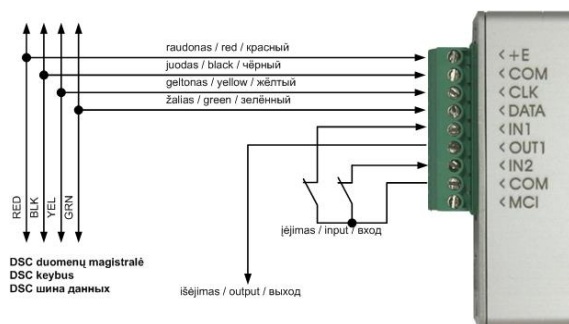 raudonas / red / красный
juodas / black / чёрный
geltonas / yellow / жёлтый
žalias / green / зелённый
<+E
<COM
<CLK
<DATA
<IN1
<OUT1
<IN2
<COM
<MCI
RED
BLK
YEL
GRN
įėjimas / input / вход
DSC duomenų magistralė
DSC keybus
DSC шина данных
išėjimas / output / выход